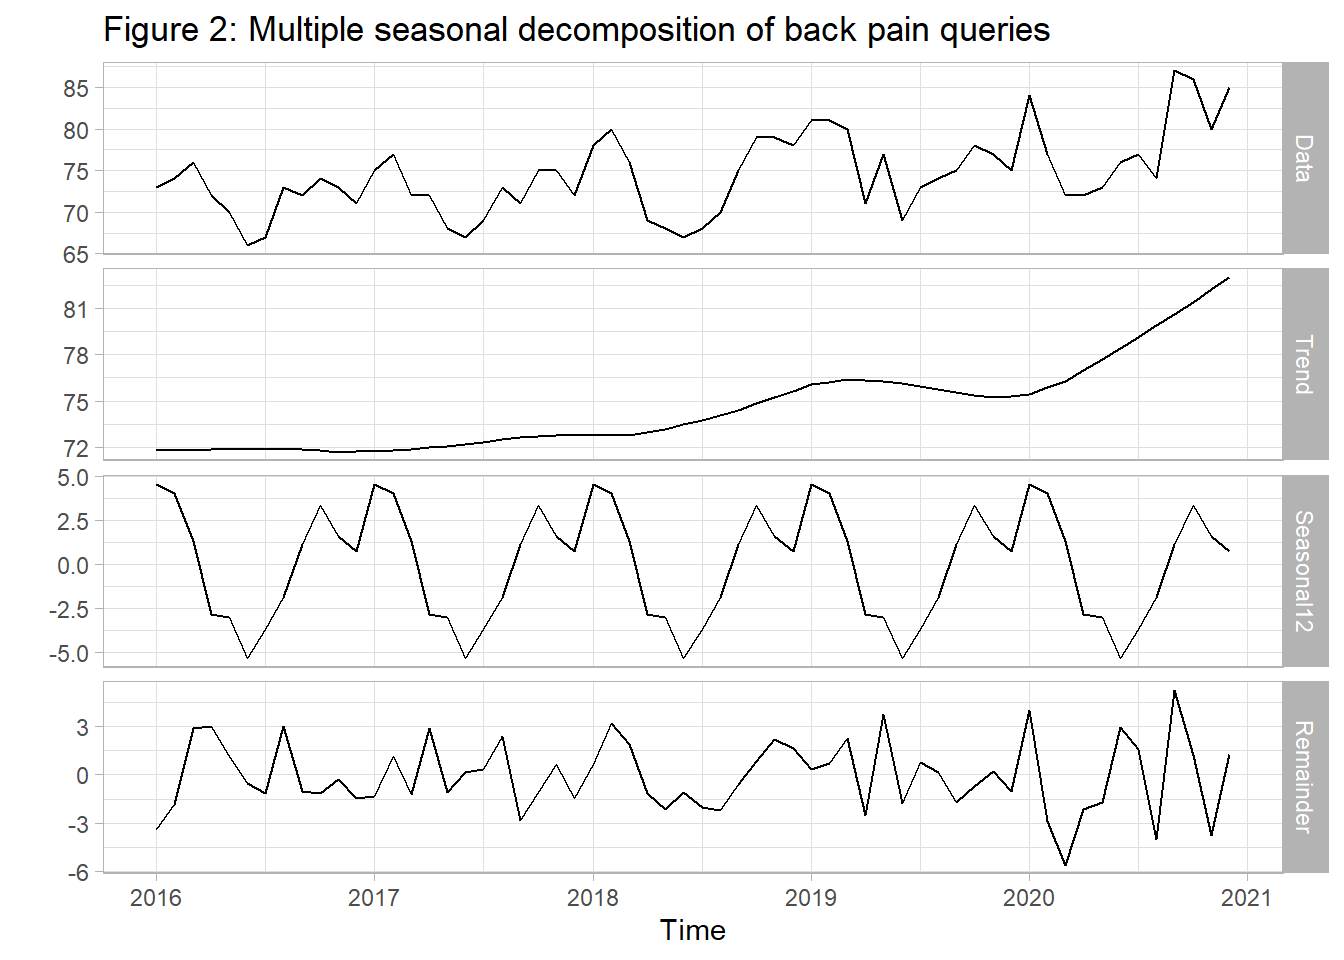 Figure 2: Multiple seasonal decomposition of back pain queries
85
80
75
70
65
Data
81
78
75
72
Trend
5.0
2.5
0.0
-2.5
-5.0
Seasonal12
3
0
-3
-6
Remainder
2016 2017 2018 2019 2020 2021
Time